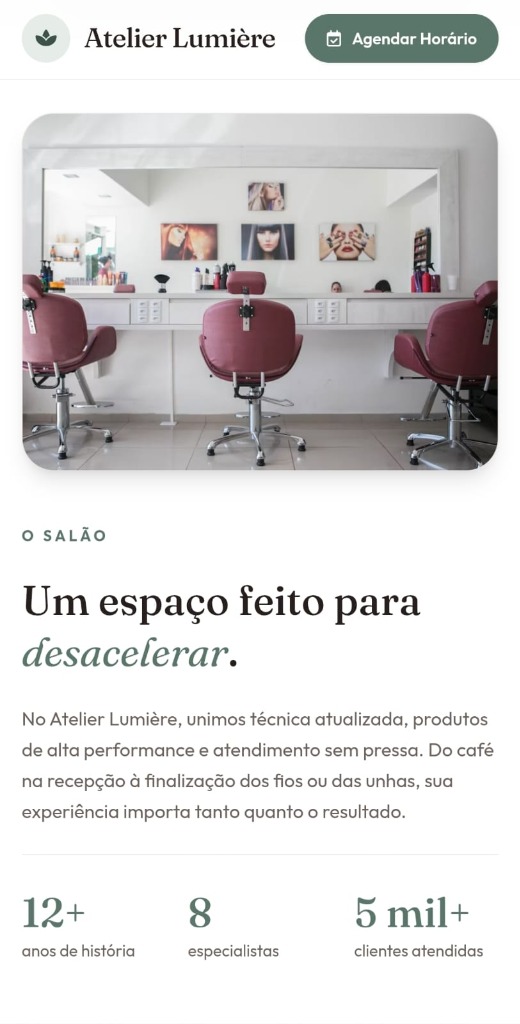 Atelier Lumière
Agendar Horário
O SALÃO
Um espaço feito para
desacelerar.
No Atelier Lumière, unimos técnica atualizada, produtos
de alta performance e atendimento sem pressa. Do café
na recepção à finalização dos fios ou das unhas, sua
experiência importa tanto quanto o resultado.
12+
anos de história
8
especialistas
5 mil+
clientes atendidas